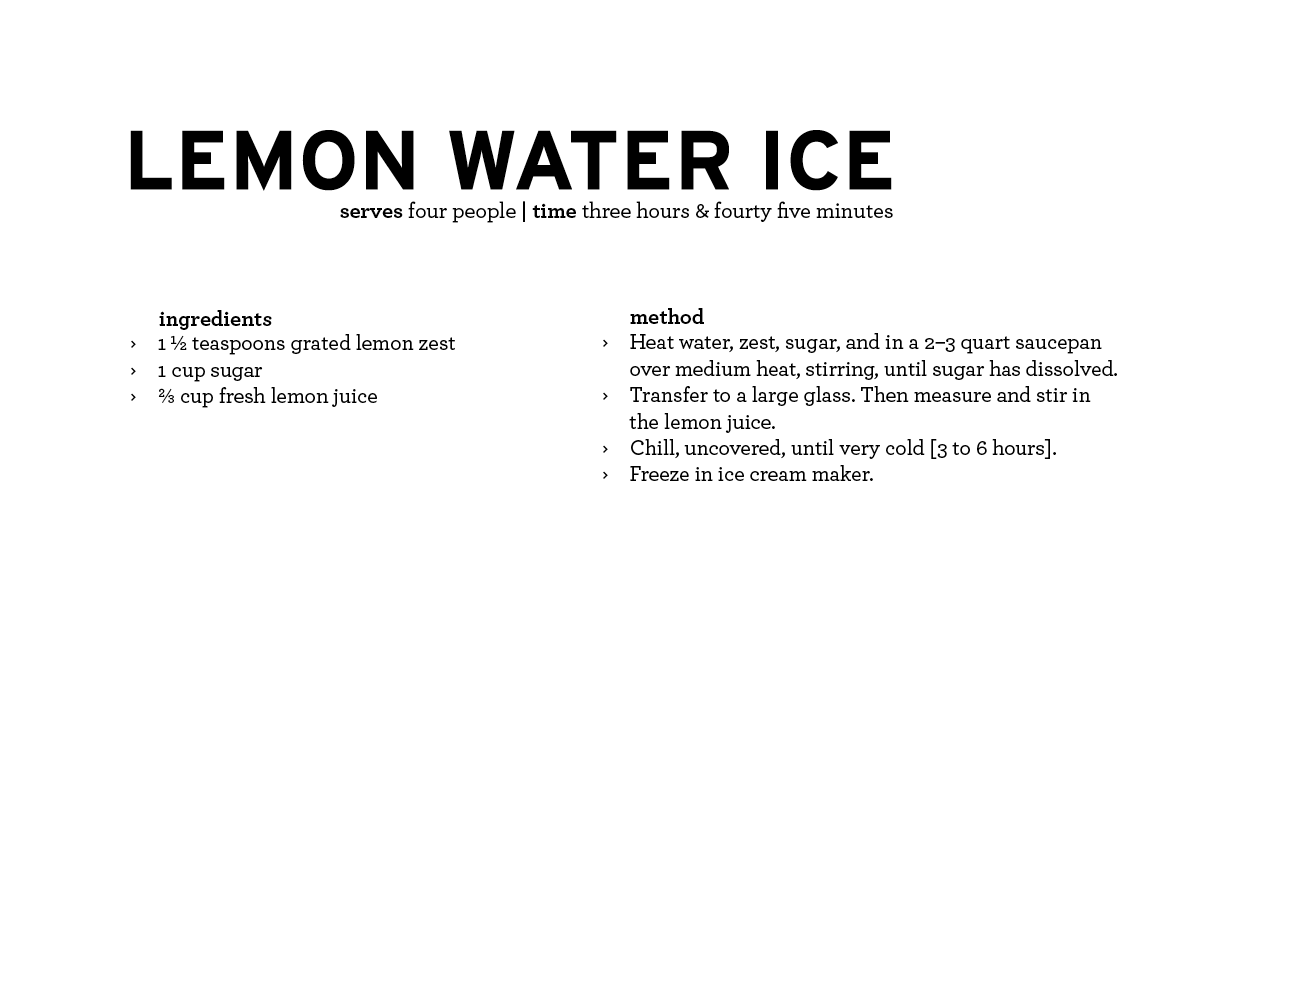 LEMON WATER ICE
serves four people | time three hours & fourty five minutes
ingredients
› 1 ½ teaspoons grated lemon zest
› 1 cup sugar
› ⅔ cup fresh lemon juice
method
› Heat water, zest, sugar, and in a 2–3 quart saucepan
over medium heat, stirring, until sugar has dissolved.
› Transfer to a large glass. Then measure and stir in
the lemon juice.
› Chill, uncovered, until very cold [3 to 6 hours].
› Freeze in ice cream maker.